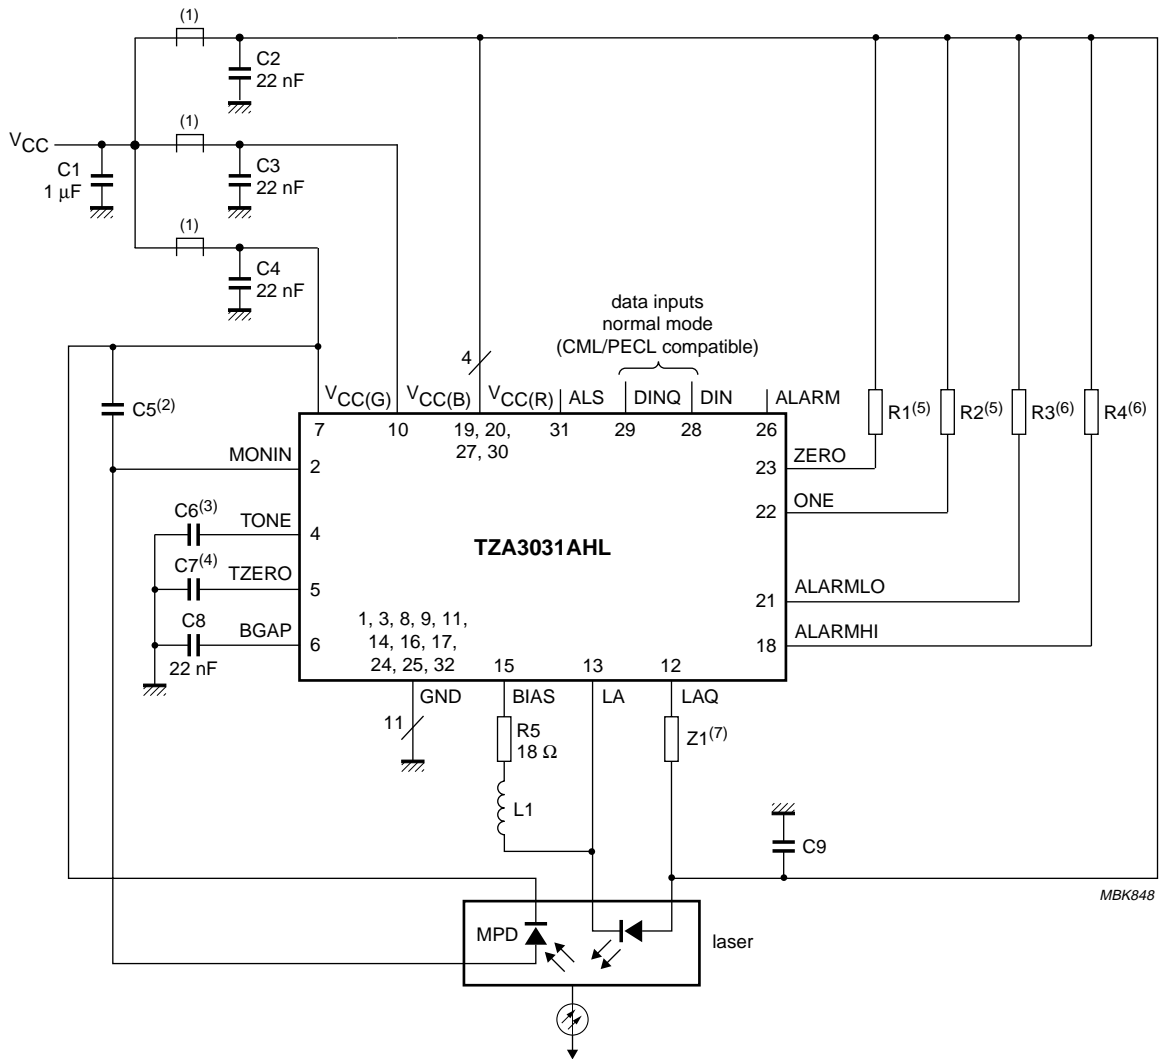 (1)
C2
22 nF
VCC
(1)
C1
1 μF
C3
22 nF
(1)
C4
22 nF
data inputs
normal mode
(CML/PECL compatible)
4
C5(2)
VCC(G)
VCC(B)
VCC(R)
ALS
DINQ
DIN
ALARM
R1(5)
R2(5)
R3(6)
R4(6)
7
10
19, 20,
27, 30
31
29
28
26
MONIN
2
23
ZERO
C6(3)
TONE
4
22
ONE
TZA3031AHL
C7(4)
TZERO
5
21
ALARMLO
C8
22 nF
BGAP
6
1, 3, 8, 9, 11,
14, 16, 17,
24, 25, 32
18
ALARMHI
15
13
12
GND
BIAS
LA
LAQ
11
R5
18 Ω
Z1(7)
L1
C9
MBK848
MPD
laser